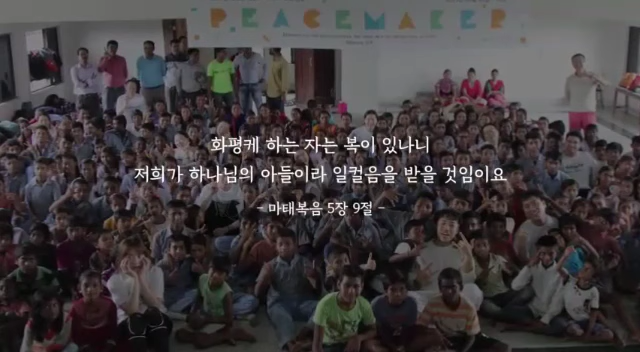 P.EACEMAKER
화평케 하는 자는 복이 있나니
저희가 하나님의 아들이라 일컬음을 받을 것임이요
- 마태복음 5장 9절 -